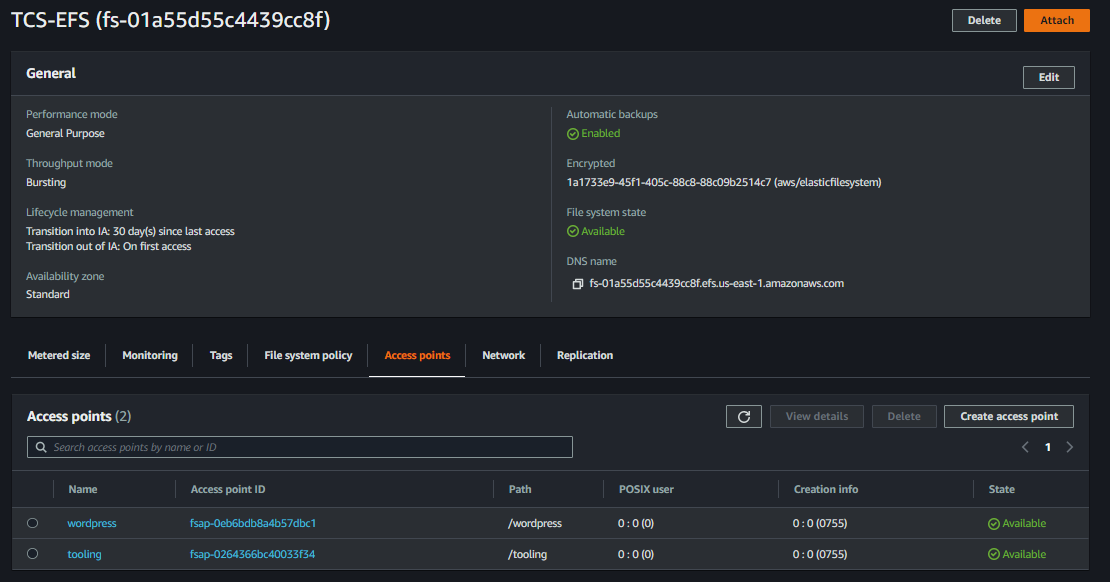 TCS-EFS (fs-01a55d55c4439cc8f)
Delete
Attach
General
Edit
Performance mode
General Purpose
Throughput mode
Bursting
Lifecycle management
Transition into IA: 30 day(s) since last access
Transition out of IA: On first access
Availability zone
Standard
Automatic backups
Enabled
Encrypted
1a1733e9-45f1-405c-88c8-88c09b2514c7 (aws/elasticfilesystem)
File system state
Available
DNS name
fs-01a55d55c4439cc8f.efs.us-east-1.amazonaws.com
Metered size Monitoring Tags File system policy Access points Network Replication
Access points (2)
View details Delete Create access point
Search access points by name or ID
1
Name Access point ID Path POSIX user Creation info State
wordpress fsap-0eb6bdb8a4b57dbc1 /wordpress 0 : 0 (0) 0 : 0 (0755) Available
tooling fsap-0264366bc40033f34 /tooling 0 : 0 (0) 0 : 0 (0755) Available